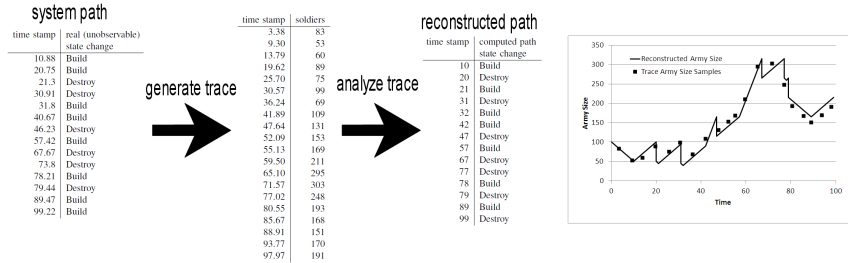 system path
time stamp real (unobservable)
state change
10.88 Build
20.75 Build
21.3 Destroy
30.91 Destroy
31.8 Build
40.67 Build
46.23 Destroy
57.42 Build
67.67 Destroy
73.8 Destroy
78.21 Build
79.44 Destroy
89.47 Build
99.22 Build
generate trace
time stamp soldiers
3.38 83
9.30 53
13.79 60
19.62 89
25.70 75
30.57 99
36.24 69
41.89 109
47.64 131
52.09 153
55.13 169
59.50 211
65.10 295
71.57 303
77.02 248
80.55 193
85.67 168
88.91 151
93.77 170
97.97 191
analyze trace
reconstructed path
time stamp computed path
state change
10 Build
20 Destroy
21 Build
31 Destroy
32 Build
42 Build
47 Destroy
57 Build
67 Destroy
77 Destroy
78 Build
79 Destroy
89 Build
99 Destroy
350
300
250
200
150
100
50
0
Army Size
Reconstructed Army Size
Trace Army Size Samples
0 20 40 60 80 100
Time